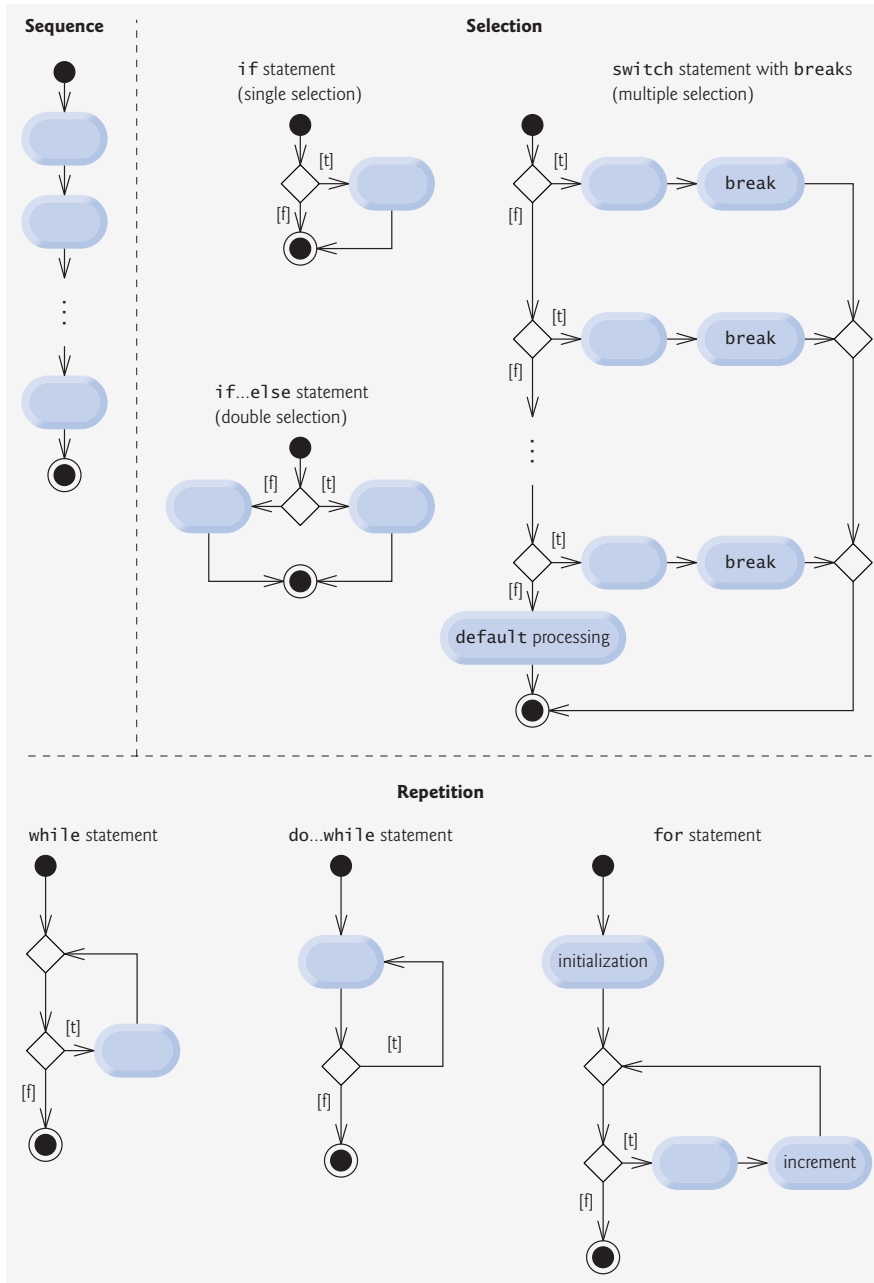 Sequence
Selection
if statement
(single selection)
[t]
[f]
switch statement with breaks
(multiple selection)
[t]
break
[f]
[t]
break
[f]
⋮
[t]
break
[f]
default processing
⋮
if...else statement
(double selection)
[f]
[t]
Repetition
while statement
[t]
[f]
do...while statement
[t]
[f]
for statement
initialization
[t]
increment
[f]